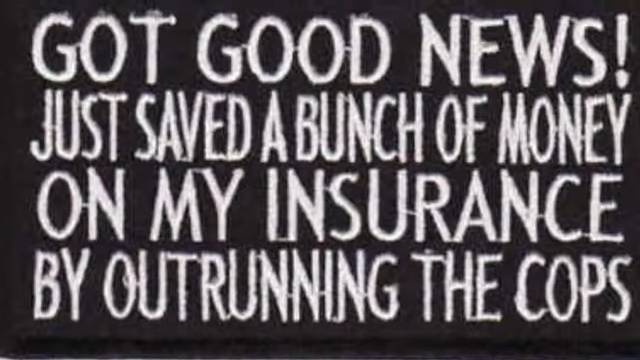 GOT GOOD NEWS!
JUST SAVED A BUNCH OF MONEY
ON MY INSURANCE
BY OUTRUNNING THE COPS